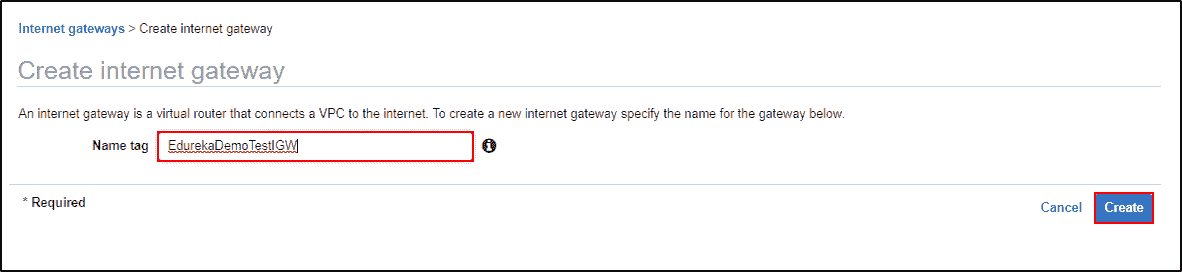 Internet gateways > Create internet gateway
Create internet gateway
An internet gateway is a virtual router that connects a VPC to the internet. To create a new internet gateway specify the name for the gateway below.
Name tag EdurekaDemoTestIGW
* Required
Cancel Create